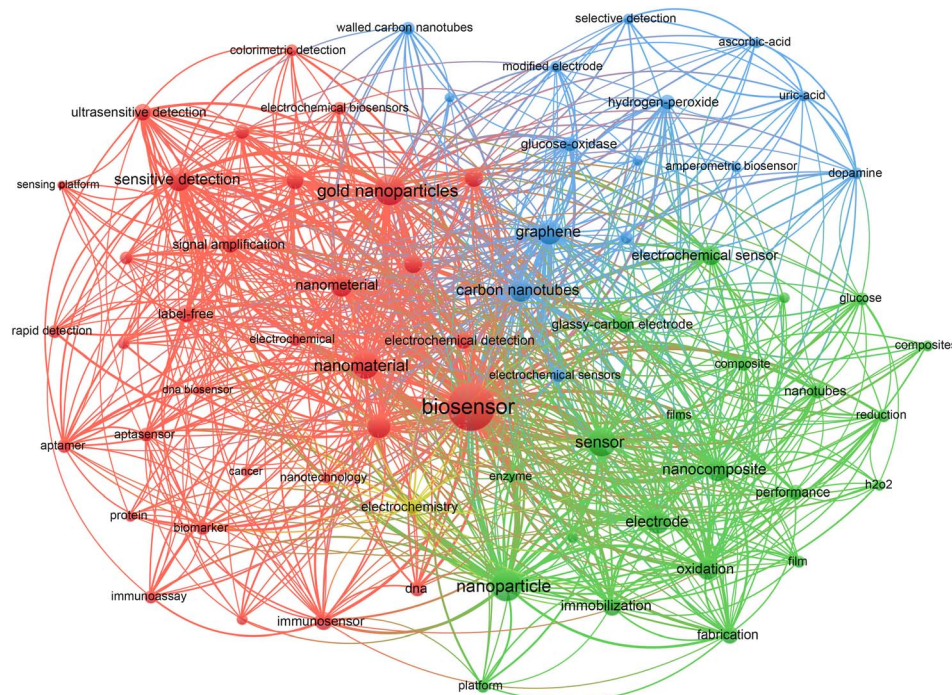 walled carbon nanotubes
selective detection
ascorbic-acid
colorimetric detection
modified electrode
uric-acid
ultrasensitive detection
electrochemical biosensors
hydrogen-peroxide
glucose-oxidase
sensing platform
sensitive detection
gold nanoparticles
amperometric biosensor
dopamine
signal amplification
graphene
electrochemical sensor
nanometerial
carbon nanotubes
glucose
rapid detection
label-free
electrochemical
electrochemical detection
glassy-carbon electrode
composites
nanomaterial
electrochemical sensors
composite
dna biosensor
nanotubes
biosensor
films
reduction
aptamer
aptasensor
sensor
cancer
nanotechnology
enzyme
nanocomposite
h2o2
performance
protein
electrochemistry
biomarker
electrode
film
immunoassay
dna
nanoparticle
oxidation
immunosensor
immobilization
fabrication
platform